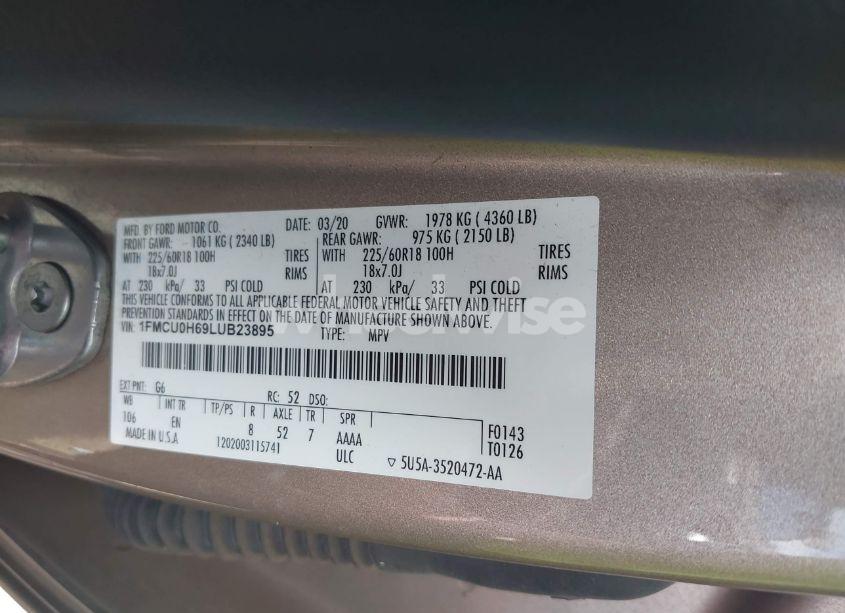 MFD. BY FORD MOTOR CO. DATE: 03/20 GVWR: 1978 KG ( 4360 LB)
FRONT GAWR: 1061 KG ( 2340 LB) REAR GAWR: 975 KG ( 2150 LB)
WITH 225/60R18 100H TIRES WITH 225/60R18 100H TIRES
18x7.0J RIMS 18x7.0J RIMS
AT 230 kPa/ 33 PSI COLD AT 230 kPa/ 33 PSI COLD
THIS VEHICLE CONFORMS TO ALL APPLICABLE FEDERAL MOTOR VEHICLE SAFETY AND THEFT
PREVENTION STANDARDS IN EFFECT ON THE DATE OF MANUFACTURE SHOWN ABOVE.
VIN: 1FMCU0H69LUB23895 TYPE: MPV
EXT PNT: G6 RC: 52 DSO:
WB INT TR TP/PS R AXLE TR SPR
106 EN 8 52 7 AAAA F0143
MADE IN U.S.A 1202003115741 ULC T0126
▽ 5U5A-3520472-AA